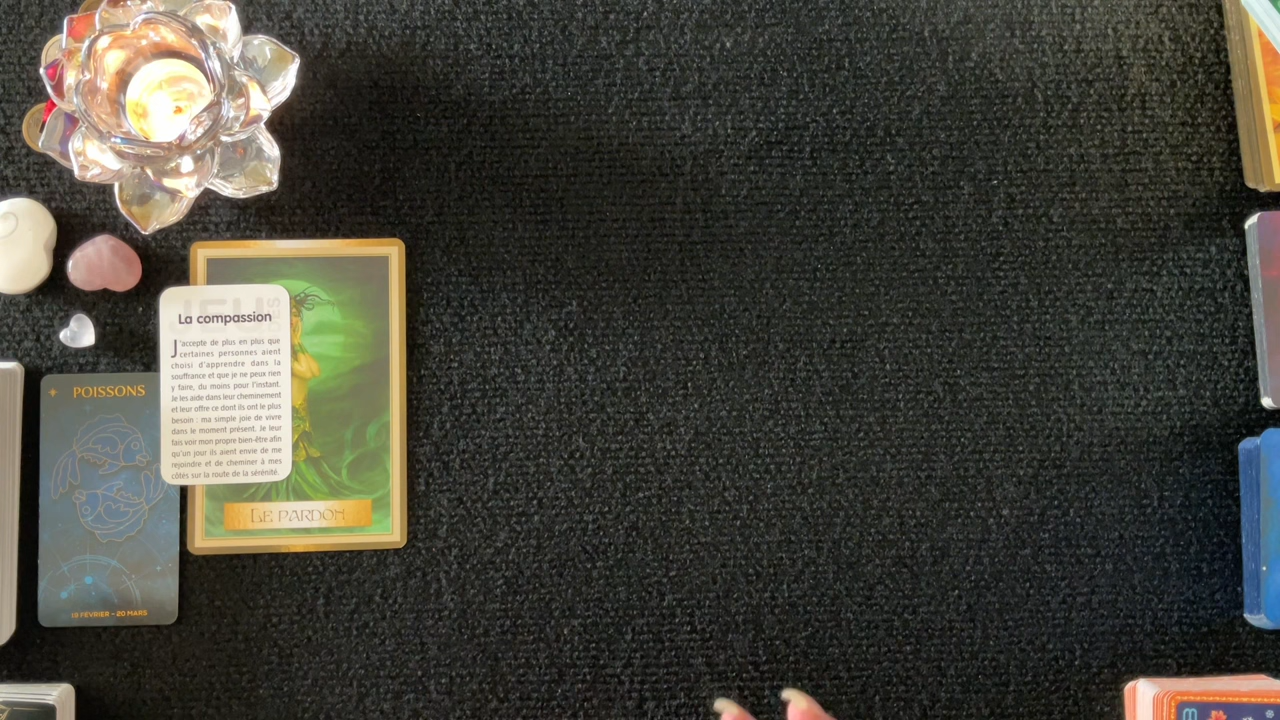 La compassion
J'accepte de plus en plus que
certaines personnes aient
choisi d'apprendre dans la
souffrance et que je ne peux rien
y faire, du moins pour l'instant.
Je les aide dans leur cheminement
et leur offre ce dont ils ont le plus
besoin : ma simple joie de vivre
dans le moment présent. Je leur
fais voir mon propre bien-être afin
qu'un jour ils aient envie de me
rejoindre et de cheminer à mes
côtés sur la route de la sérénité.
POISSONS
19 FÉVRIER - 20 MARS
LE PARDON